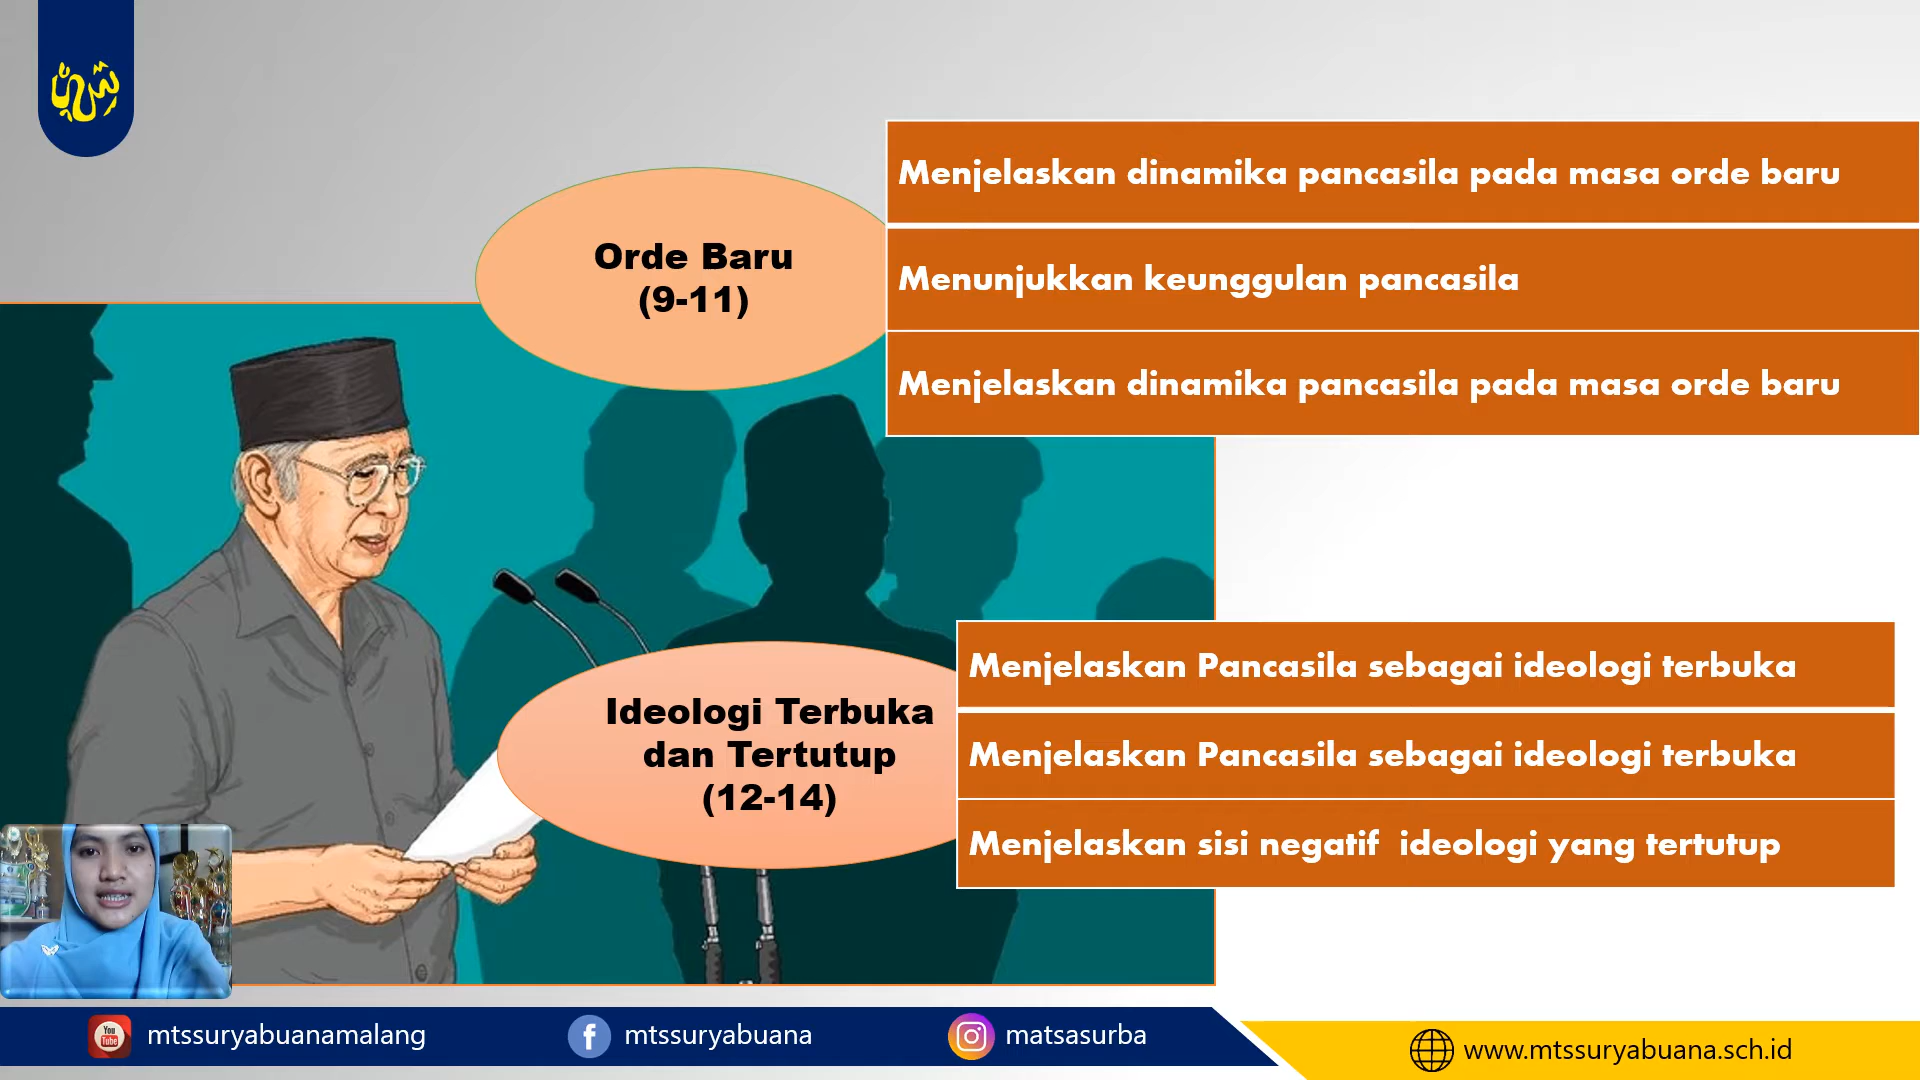 Orde Baru
(9-11)
Menjelaskan dinamika pancasila pada masa orde baru
Menunjukkan keunggulan pancasila
Menjelaskan dinamika pancasila pada masa orde baru
Ideologi Terbuka
dan Tertutup
(12-14)
Menjelaskan Pancasila sebagai ideologi terbuka
Menjelaskan Pancasila sebagai ideologi terbuka
Menjelaskan sisi negatif  ideologi yang tertutup
You
Tube
mtssuryabuanamalang
mtssuryabuana
matsasurba
www.mtssuryabuana.sch.id